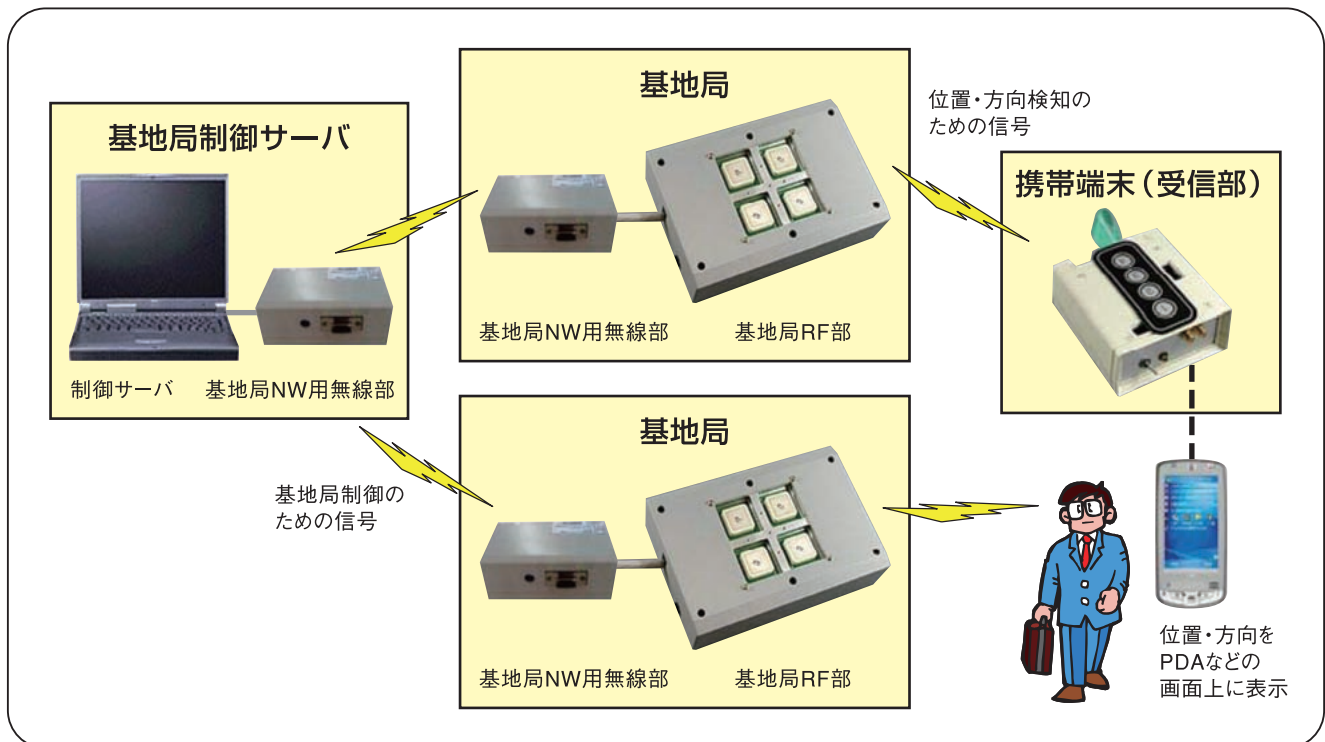 基地局制御サーバ
制御サーバ
基地局NW用無線部
基地局制御の
ための信号
基地局
基地局NW用無線部
基地局RF部
基地局
基地局NW用無線部
基地局RF部
位置・方向検知の
ための信号
携帯端末（受信部）
位置・方向を
PDAなどの
画面上に表示